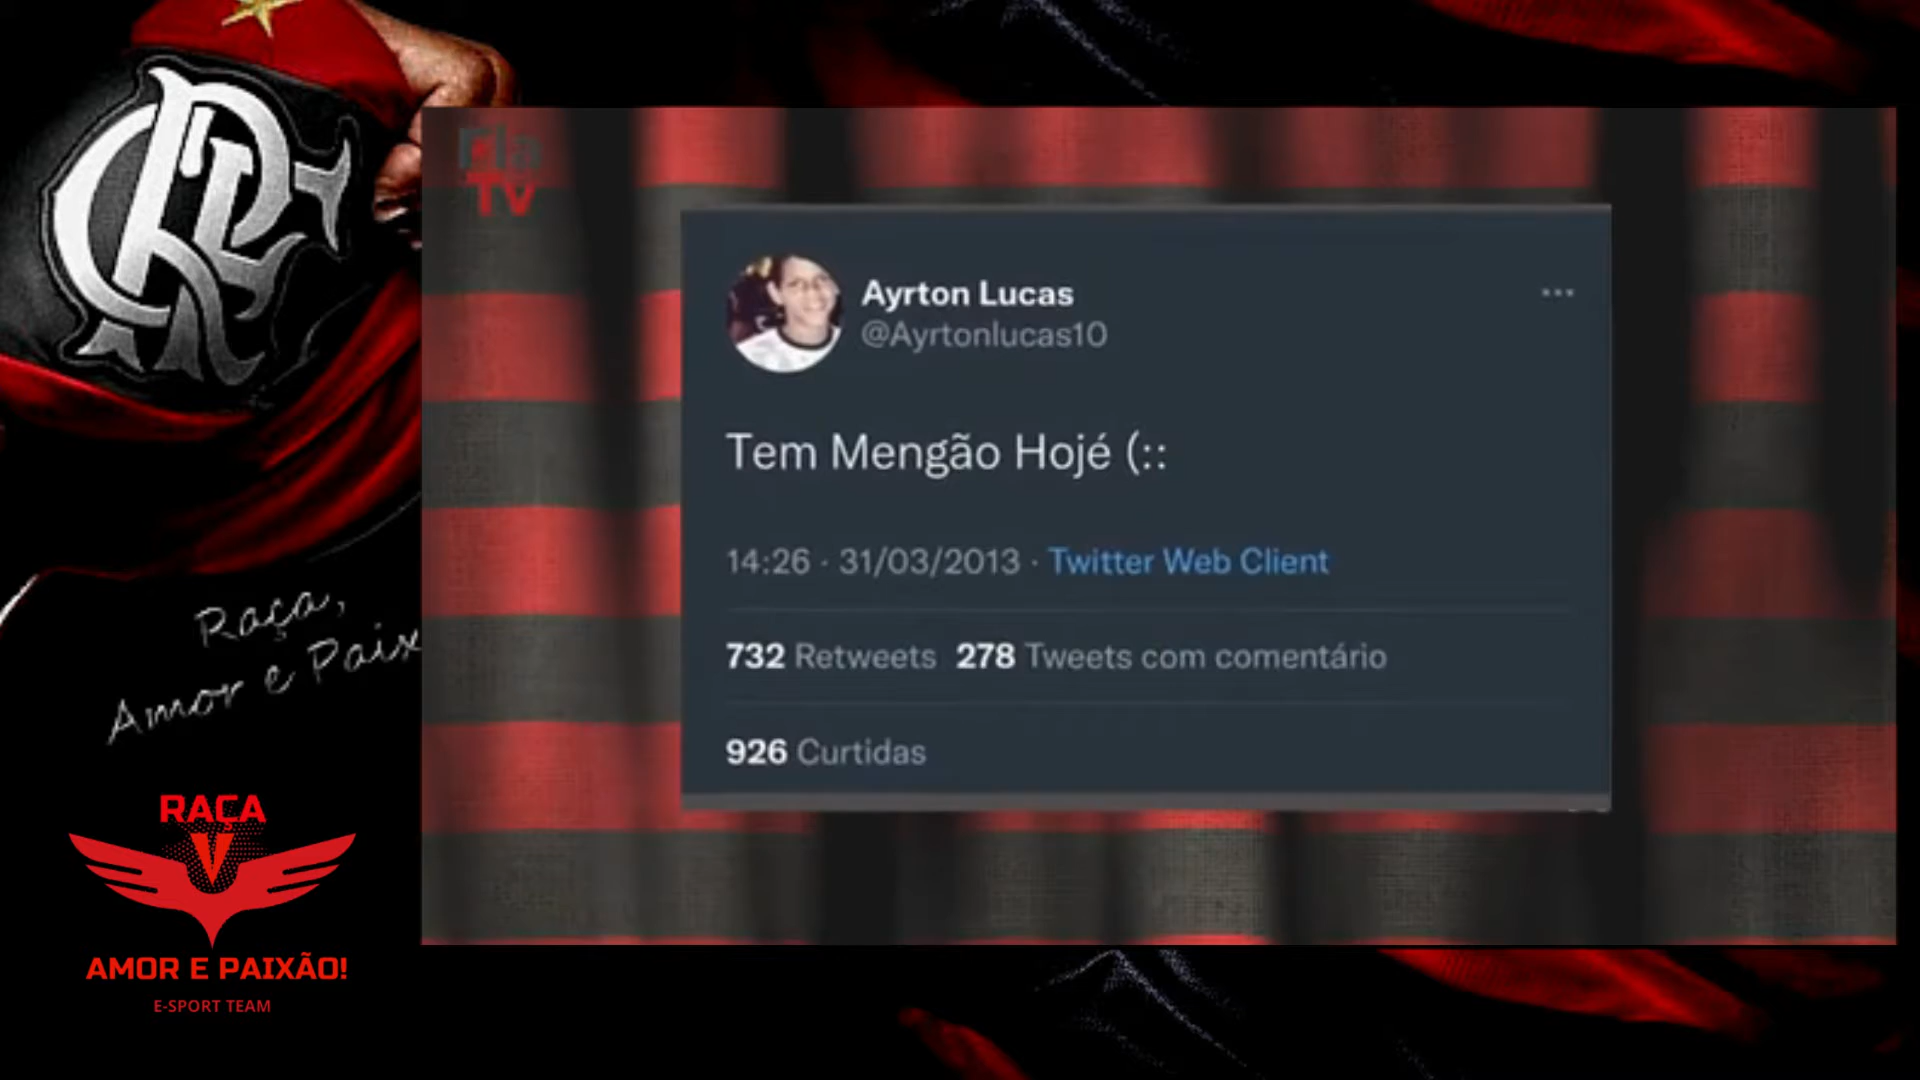 Fla
TV
Ayrton Lucas
@Ayrtonlucas10
Tem Mengão Hojé (::
14:26 · 31/03/2013 · Twitter Web Client
732 Retweets 278 Tweets com comentário
926 Curtidas
Raça,
Amor e Paix
RAÇA
V
AMOR E PAIXÃO!
E-SPORT TEAM